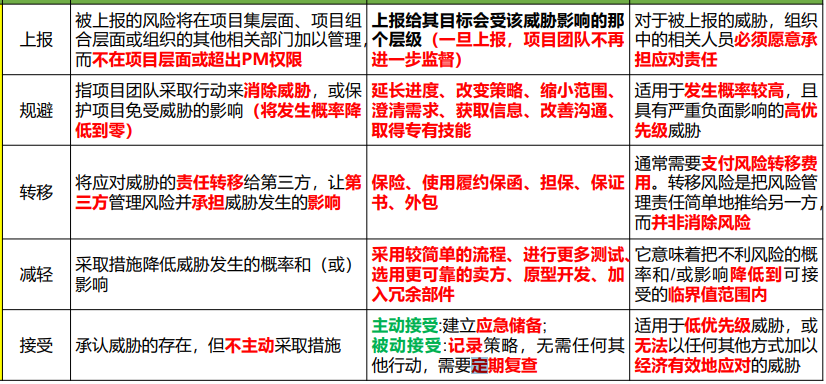 上报
被上报的风险将在项目集层面、项目组
合层面或组织的其他相关部门加以管理,
而不在项目层面或超出PM权限
上报给其目标会受该威胁影响的那
个层级（一旦上报，项目团队不再
进一步监督）
对于被上报的威胁，组织
中的相关人员必须愿意承
担应对责任
规避
指项目团队采取行动来消除威胁，或保
护项目免受威胁的影响（将发生概率降
低到零）
延长进度、改变策略、缩小范围、
澄清需求、获取信息、改善沟通、
取得专有技能
适用于发生概率较高，且
具有严重负面影响的高优
先级威胁
转移
将应对威胁的责任转移给第三方，让第
三方管理风险并承担威胁发生的影响
保险、使用履约保函、担保、保证
书、外包
通常需要支付风险转移费
用。转移风险是把风险管
理责任简单地推给另一方，
而并非消除风险
减轻
采取措施降低威胁发生的概率和（或）
影响
采用较简单的流程、进行更多测试、
选用更可靠的卖方、原型开发、加
入冗余部件
它意味着把不利风险的概
率和/或影响降低到可接
受的临界值范围内
接受
承认威胁的存在，但不主动采取措施
主动接受:建立应急储备;
被动接受:记录策略，无需任何其
他行动，需要定期复查
适用于低优先级威胁，或
无法以任何其他方式加以
经济有效地应对的威胁